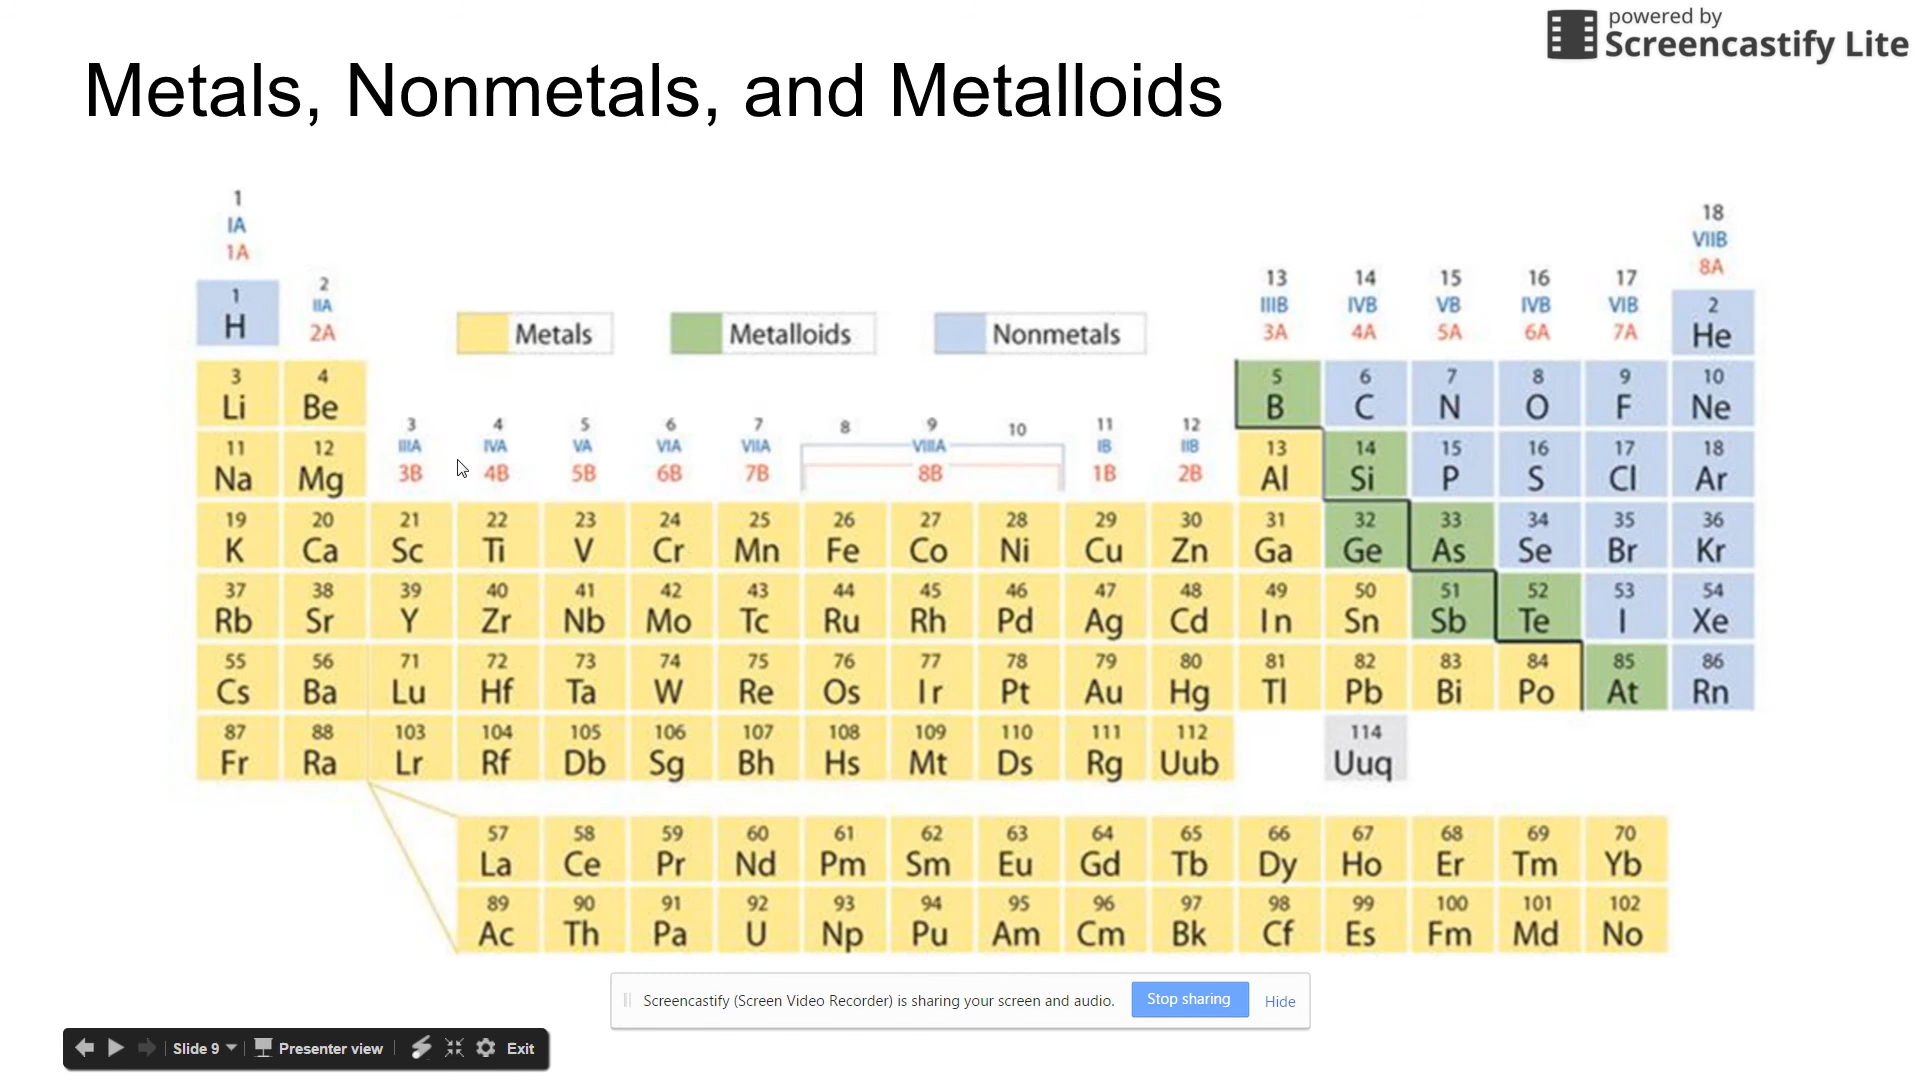 powered by
Screencastify Lite
Metals, Nonmetals, and Metalloids
1
IA
1A
18
VIIB
8A
2
IIA
2A
13 14 15 16 17
IIIB IVB VB IVB VIB
3A 4A 5A 6A 7A
1 2
H He
Metals Metalloids Nonmetals
3 4 5 6 7 8 9 10
Li Be B C N O F Ne
3 4 5 6 7 8 9 10 11 12
IIIA IVA VA VIA VIIA VIIIA IB IIB
3B 4B 5B 6B 7B 8B 1B 2B
11 12 13 14 15 16 17 18
Na Mg Al Si P S Cl Ar
19 20 21 22 23 24 25 26 27 28 29 30 31 32 33 34 35 36
K Ca Sc Ti V Cr Mn Fe Co Ni Cu Zn Ga Ge As Se Br Kr
37 38 39 40 41 42 43 44 45 46 47 48 49 50 51 52 53 54
Rb Sr Y Zr Nb Mo Tc Ru Rh Pd Ag Cd In Sn Sb Te I Xe
55 56 71 72 73 74 75 76 77 78 79 80 81 82 83 84 85 86
Cs Ba Lu Hf Ta W Re Os Ir Pt Au Hg Tl Pb Bi Po At Rn
87 88 103 104 105 106 107 108 109 110 111 112 114
Fr Ra Lr Rf Db Sg Bh Hs Mt Ds Rg Uub Uuq
57 58 59 60 61 62 63 64 65 66 67 68 69 70
La Ce Pr Nd Pm Sm Eu Gd Tb Dy Ho Er Tm Yb
89 90 91 92 93 94 95 96 97 98 99 100 101 102
Ac Th Pa U Np Pu Am Cm Bk Cf Es Fm Md No
Screencastify (Screen Video Recorder) is sharing your screen and audio. Stop sharing Hide
Slide 9 Presenter view Exit